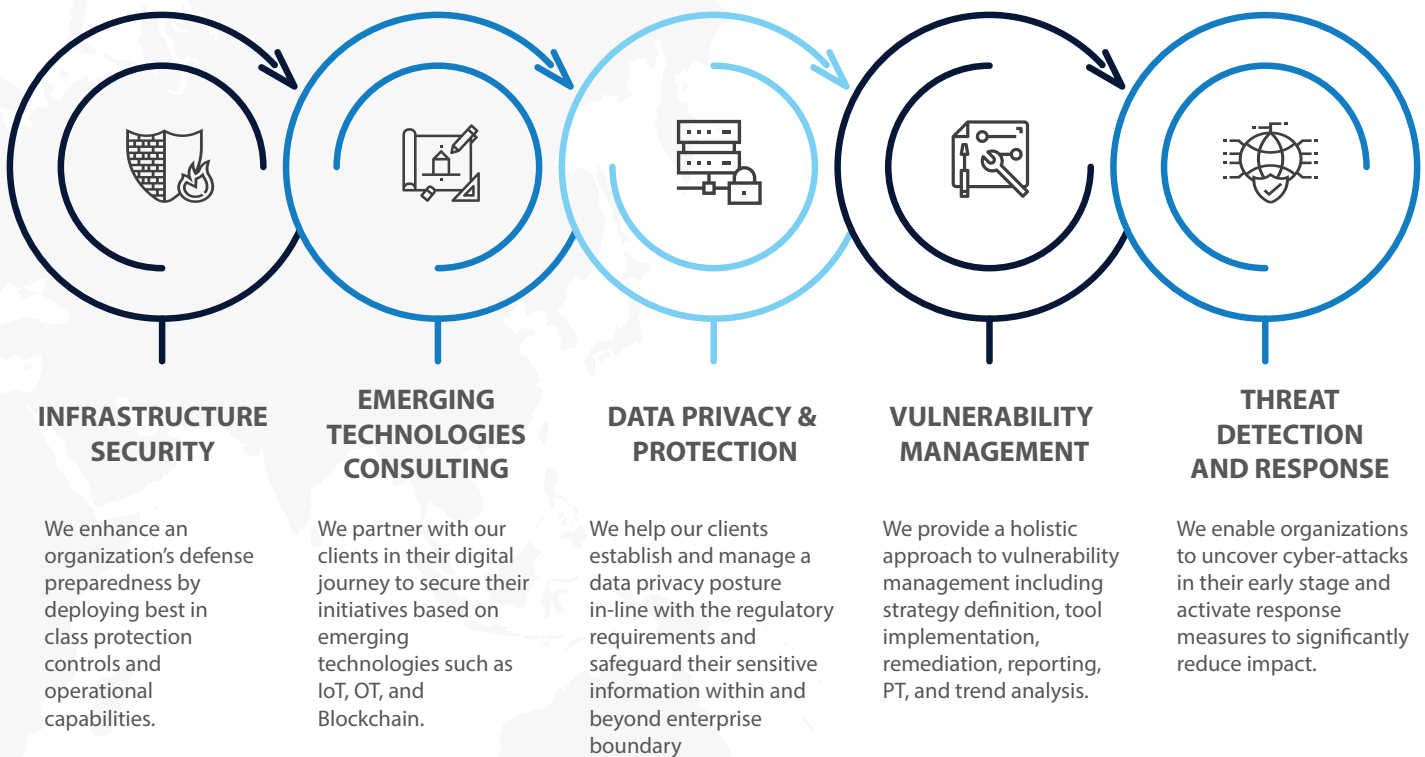 INFRASTRUCTURE
SECURITY
We enhance an
organization’s defense
preparedness by
deploying best in
class protection
controls and
operational
capabilities.
EMERGING
TECHNOLOGIES
CONSULTING
We partner with our
clients in their digital
journey to secure their
initiatives based on
emerging
technologies such as
IoT, OT, and
Blockchain.
DATA PRIVACY &
PROTECTION
We help our clients
establish and manage a
data privacy posture
in-line with the regulatory
requirements and
safeguard their sensitive
information within and
beyond enterprise
boundary
VULNERABILITY
MANAGEMENT
We provide a holistic
approach to vulnerability
management including
strategy definition, tool
implementation,
remediation, reporting,
PT, and trend analysis.
THREAT
DETECTION
AND RESPONSE
We enable organizations
to uncover cyber-attacks
in their early stage and
activate response
measures to significantly
reduce impact.